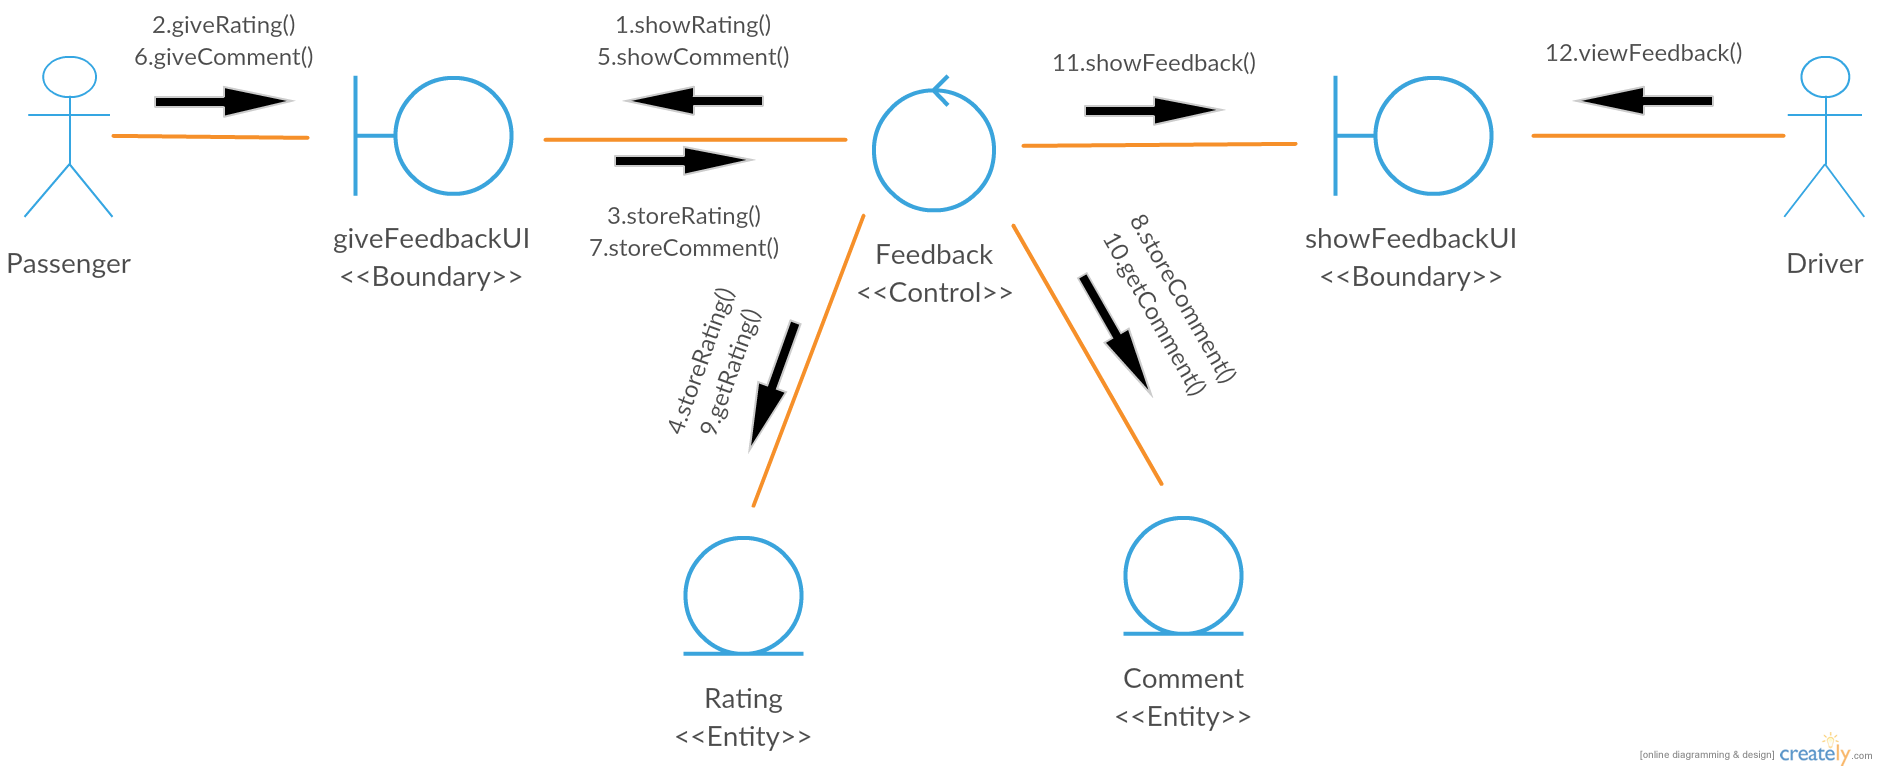 2.giveRating()
6.giveComment()
1.showRating()
5.showComment()
11.showFeedback()
12.viewFeedback()
3.storeRating()
7.storeComment()
Passenger
giveFeedbackUI
<<Boundary>>
Feedback
<<Control>>
showFeedbackUI
<<Boundary>>
Driver
4.storeRating()
9.getRating()
8.storeComment()
10.getComment()
Rating
<<Entity>>
Comment
<<Entity>>
[online diagramming & design] creately.com